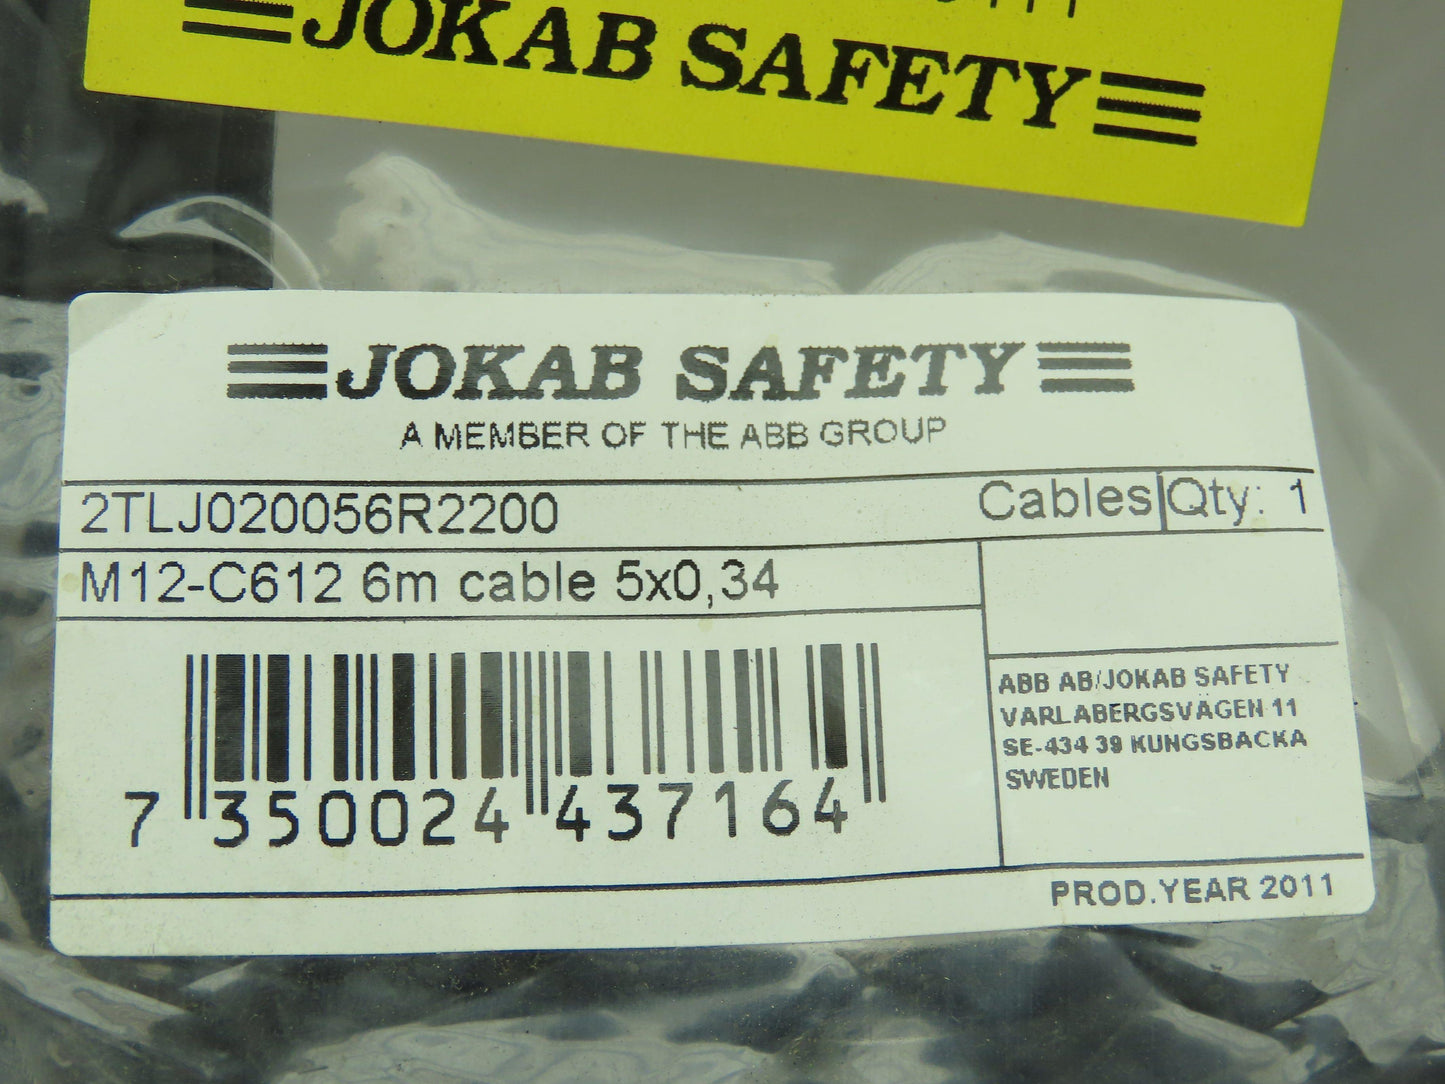 JOKAB SAFETY
JOKAB SAFETY
A MEMBER OF THE ABB GROUP
2TLJ020056R2200 Cables Qty: 1
M12-C612 6m cable 5x0,34
ABB AB/JOKAB SAFETY
VARLABERGSVÄGEN 11
SE-434 39 KUNGSBACKA
SWEDEN
7 350024 437164
PROD.YEAR 2011